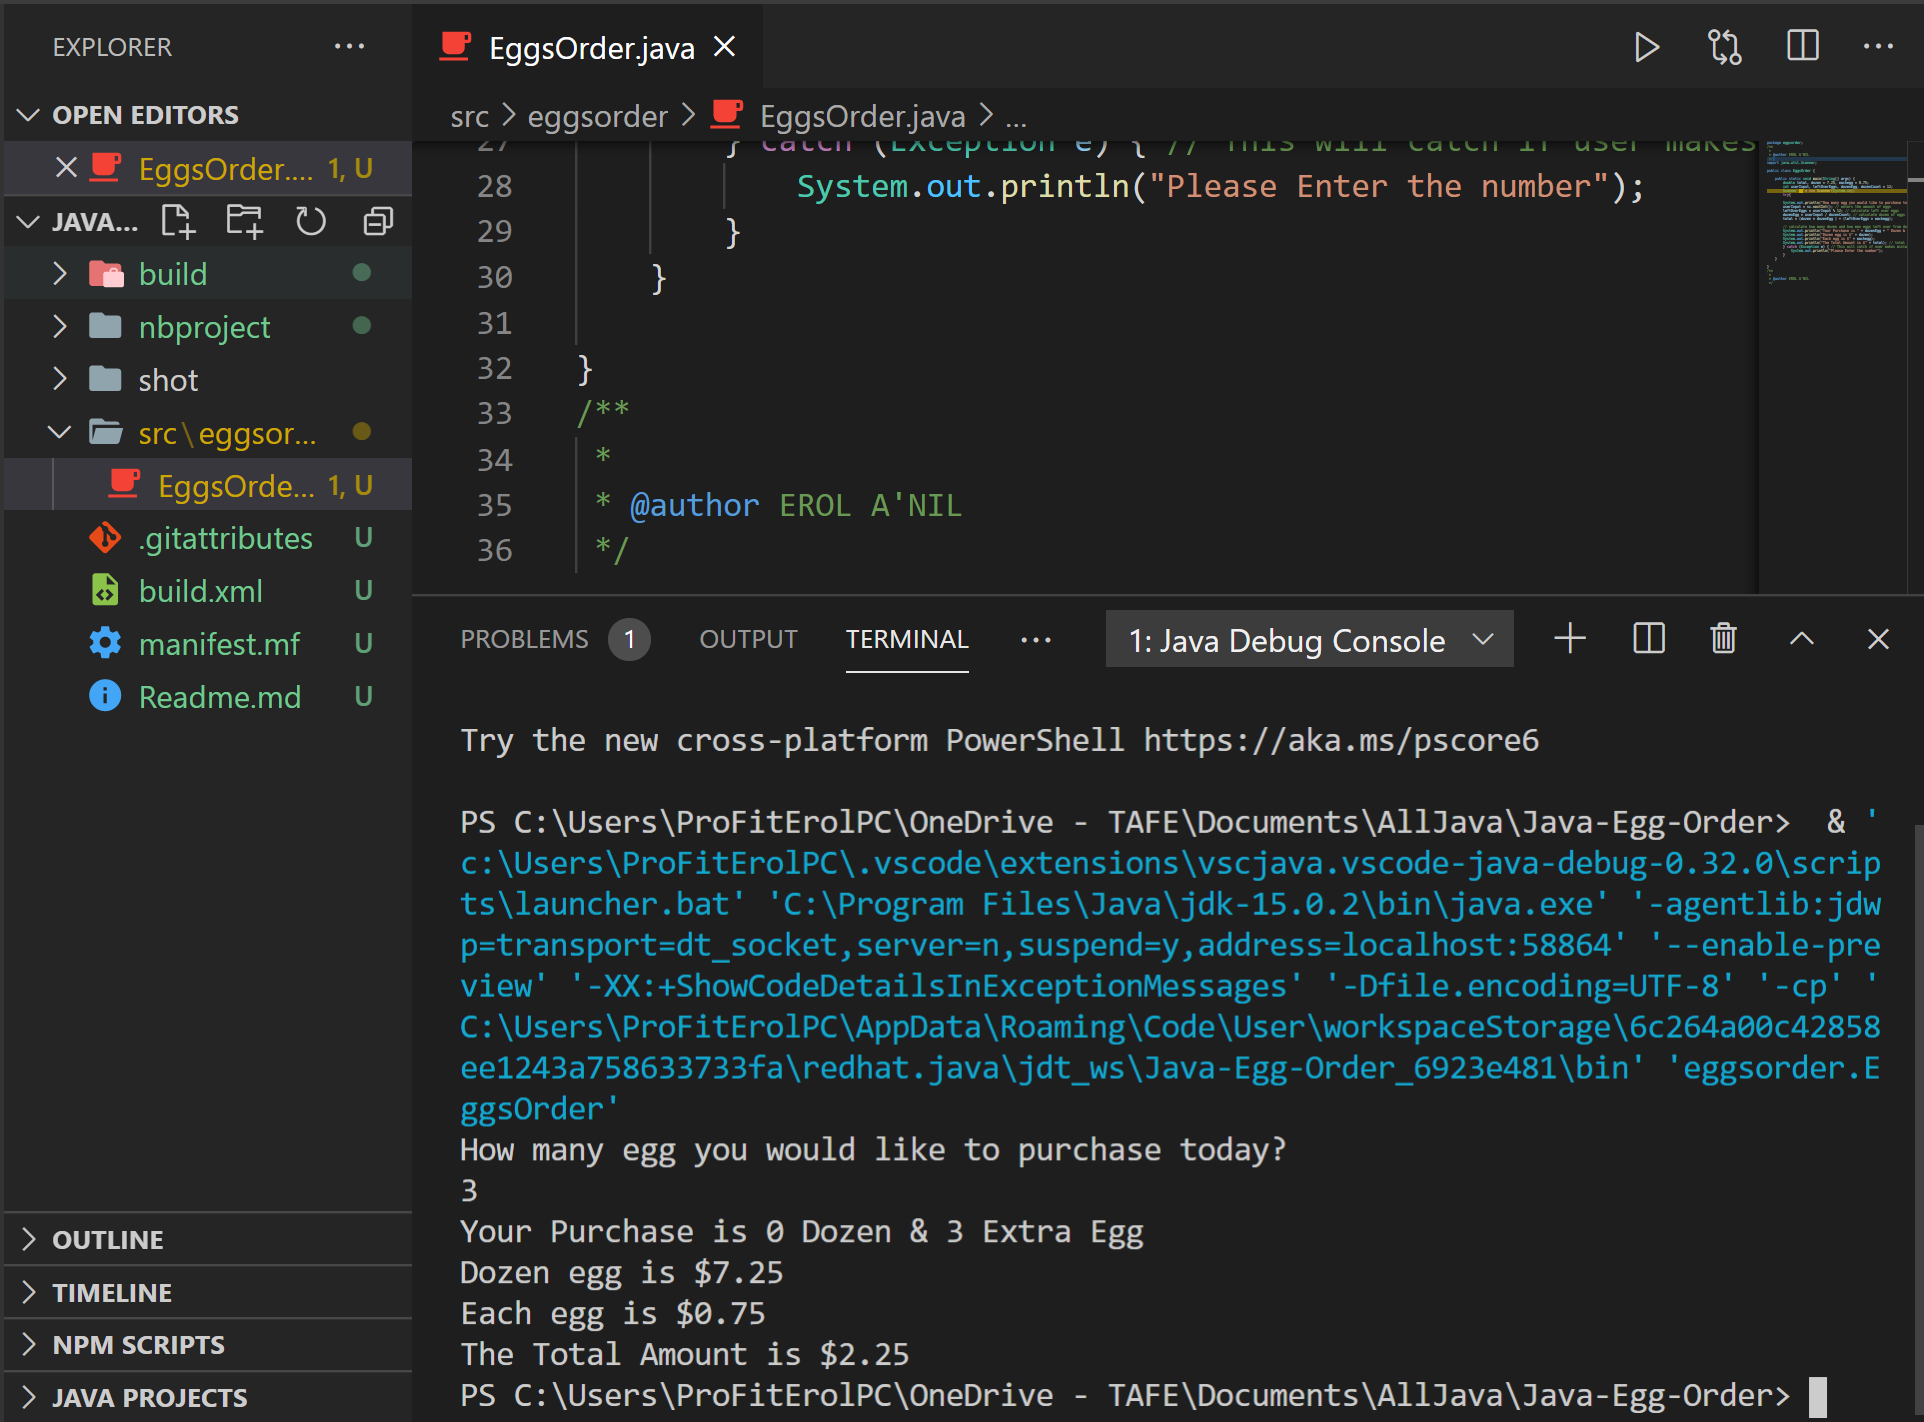 EXPLORER
OPEN EDITORS
EggsOrder.... 1, U
JAVA...
build
nbproject
shot
src\eggsor...
EggsOrde... 1, U
.gitattributes U
build.xml U
manifest.mf U
Readme.md U
OUTLINE
TIMELINE
NPM SCRIPTS
JAVA PROJECTS
EggsOrder.java
src > eggsorder > EggsOrder.java > ...
27 } catch (Exception e) { // This will catch if user makes
28 System.out.println("Please Enter the number");
29 }
30 }
31
32 }
33 /**
34 *
35 * @author EROL A'NIL
36 */
PROBLEMS 1 OUTPUT TERMINAL ... 1: Java Debug Console
Try the new cross-platform PowerShell https://aka.ms/pscore6
PS C:\Users\ProFitErolPC\OneDrive - TAFE\Documents\AllJava\Java-Egg-Order>  & '
c:\Users\ProFitErolPC\.vscode\extensions\vscjava.vscode-java-debug-0.32.0\scrip
ts\launcher.bat' 'C:\Program Files\Java\jdk-15.0.2\bin\java.exe' '-agentlib:jdw
p=transport=dt_socket,server=n,suspend=y,address=localhost:58864' '--enable-pre
view' '-XX:+ShowCodeDetailsInExceptionMessages' '-Dfile.encoding=UTF-8' '-cp' '
C:\Users\ProFitErolPC\AppData\Roaming\Code\User\workspaceStorage\6c264a00c42858
ee1243a758633733fa\redhat.java\jdt_ws\Java-Egg-Order_6923e481\bin' 'eggsorder.E
ggsOrder'
How many egg you would like to purchase today?
3
Your Purchase is 0 Dozen & 3 Extra Egg
Dozen egg is $7.25
Each egg is $0.75
The Total Amount is $2.25
PS C:\Users\ProFitErolPC\OneDrive - TAFE\Documents\AllJava\Java-Egg-Order>